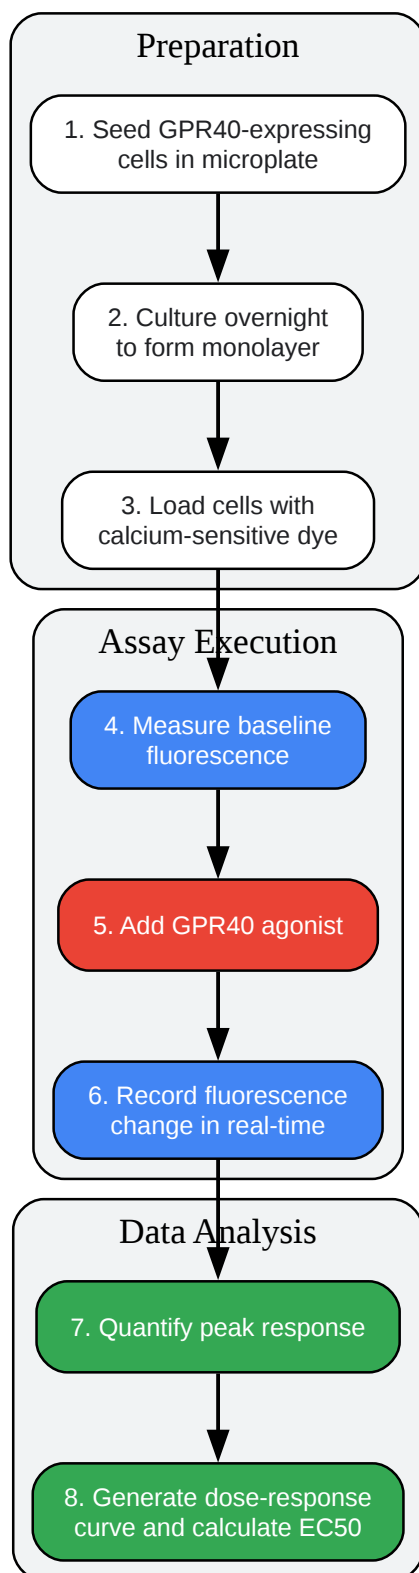 Preparation
1. Seed GPR40-expressing
cells in microplate
2. Culture overnight
to form monolayer
3. Load cells with
calcium-sensitive dye
Assay Execution
4. Measure baseline
fluorescence
5. Add GPR40 agonist
6. Record fluorescence
change in real-time
Data Analysis
7. Quantify peak response
8. Generate dose-response
curve and calculate EC50